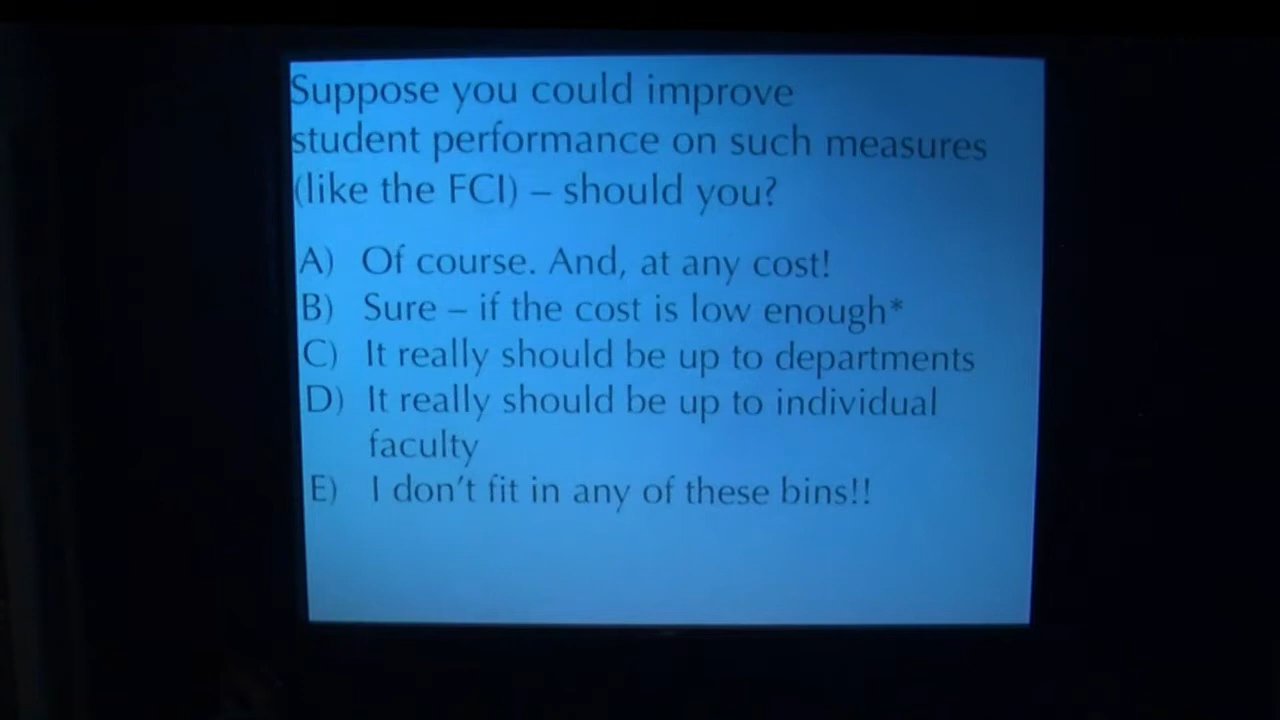 Suppose you could improve
student performance on such measures
(like the FCI) – should you?
A) Of course. And, at any cost!
B) Sure – if the cost is low enough*
C) It really should be up to departments
D) It really should be up to individual
faculty
E) I don't fit in any of these bins!!